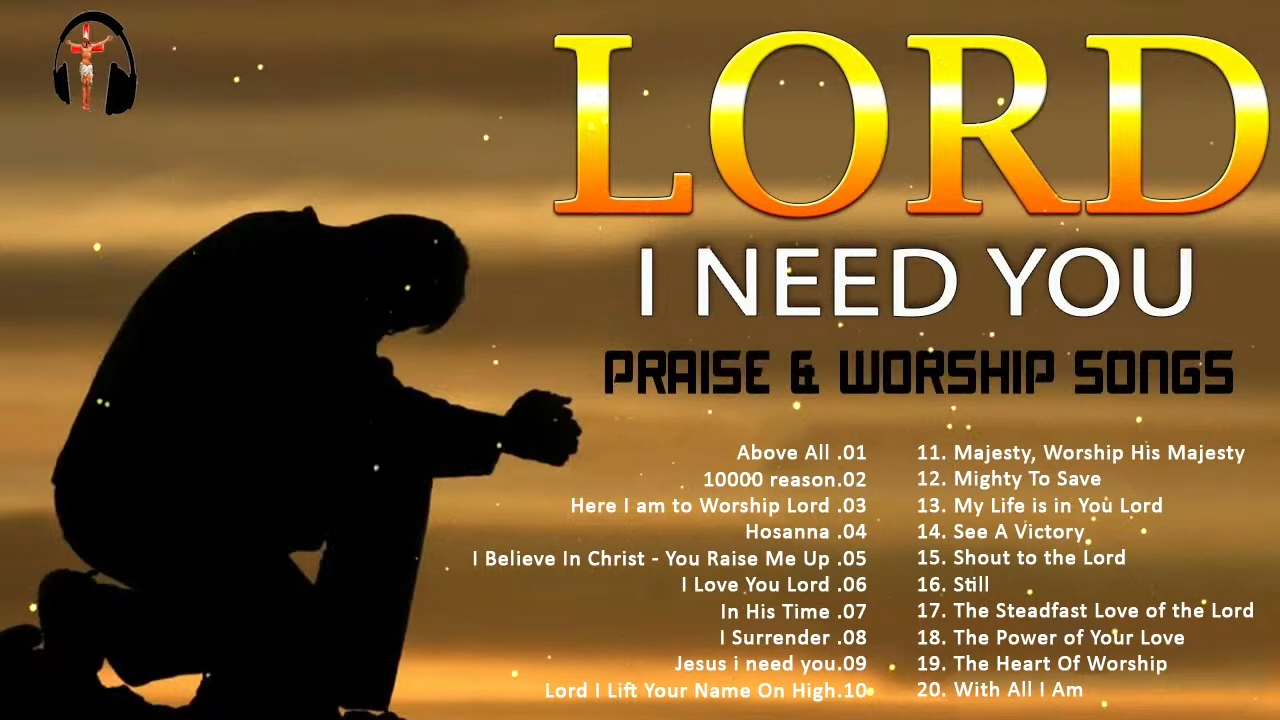 LORD
I NEED YOU
PRAISE & WORSHIP SONGS
Above All .01
10000 reason.02
Here I am to Worship Lord .03
Hosanna .04
I Believe In Christ - You Raise Me Up .05
I Love You Lord .06
In His Time .07
I Surrender .08
Jesus i need you.09
Lord I Lift Your Name On High.10
11. Majesty, Worship His Majesty
12. Mighty To Save
13. My Life is in You Lord
14. See A Victory
15. Shout to the Lord
16. Still
17. The Steadfast Love of the Lord
18. The Power of Your Love
19. The Heart Of Worship
20. With All I Am